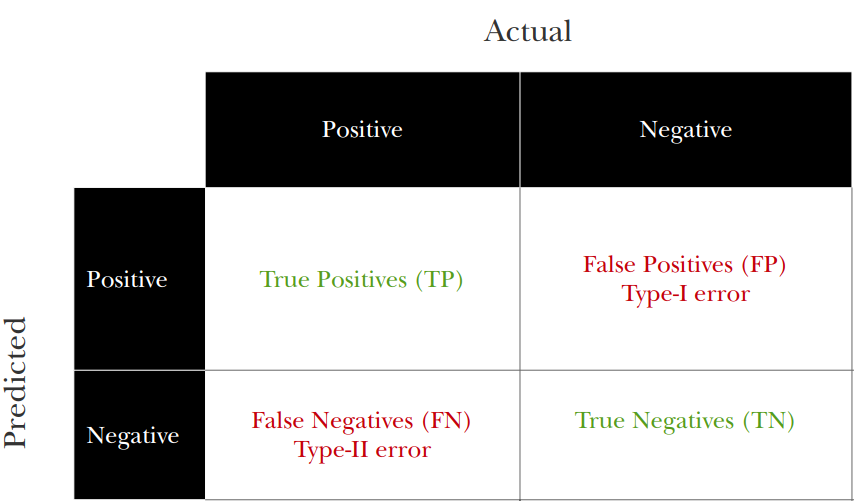 Actual
Positive
Negative
Positive
True Positives (TP)
False Positives (FP)
Type-I error
Predicted
Negative
False Negatives (FN)
Type-II error
True Negatives (TN)